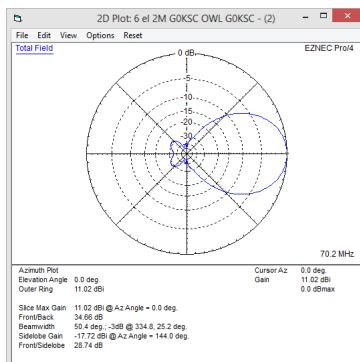 2D Plot: 6 el 2M G0KSC OWL G0KSC - (2)
File Edit View Options Reset
Total Field
EZNEC Pro/4
0 dB
-5
-10
-15
-20
-30
70.2 MHz
Azimuth Plot
Elevation Angle 0.0 deg.
Outer Ring 11.02 dBi
Cursor Az 0.0 deg.
Gain 11.02 dBi
0.0 dBmax
Slice Max Gain 11.02 dBi @ Az Angle = 0.0 deg.
Front/Back 34.66 dB
Beamwidth 50.4 deg.; -3dB @ 334.8, 25.2 deg.
Sidelobe Gain -17.72 dBi @ Az Angle = 144.0 deg.
Front/Sidelobe 28.74 dB